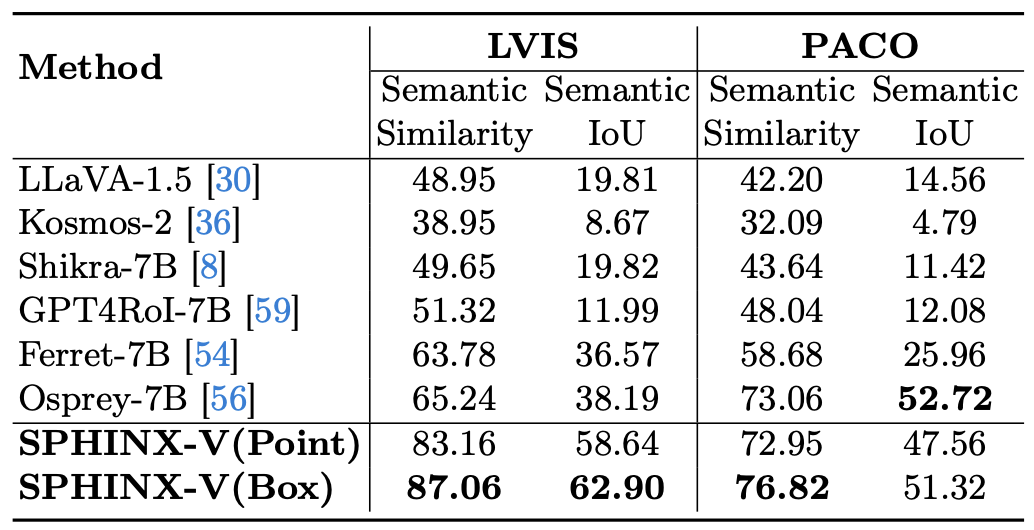 Method LVIS PACO
Semantic Semantic Semantic Semantic
Similarity IoU Similarity IoU
LLaVA-1.5 [30] 48.95 19.81 42.20 14.56
Kosmos-2 [36] 38.95 8.67 32.09 4.79
Shikra-7B [8] 49.65 19.82 43.64 11.42
GPT4RoI-7B [59] 51.32 11.99 48.04 12.08
Ferret-7B [54] 63.78 36.57 58.68 25.96
Osprey-7B [56] 65.24 38.19 73.06 52.72
SPHINX-V(Point) 83.16 58.64 72.95 47.56
SPHINX-V(Box) 87.06 62.90 76.82 51.32